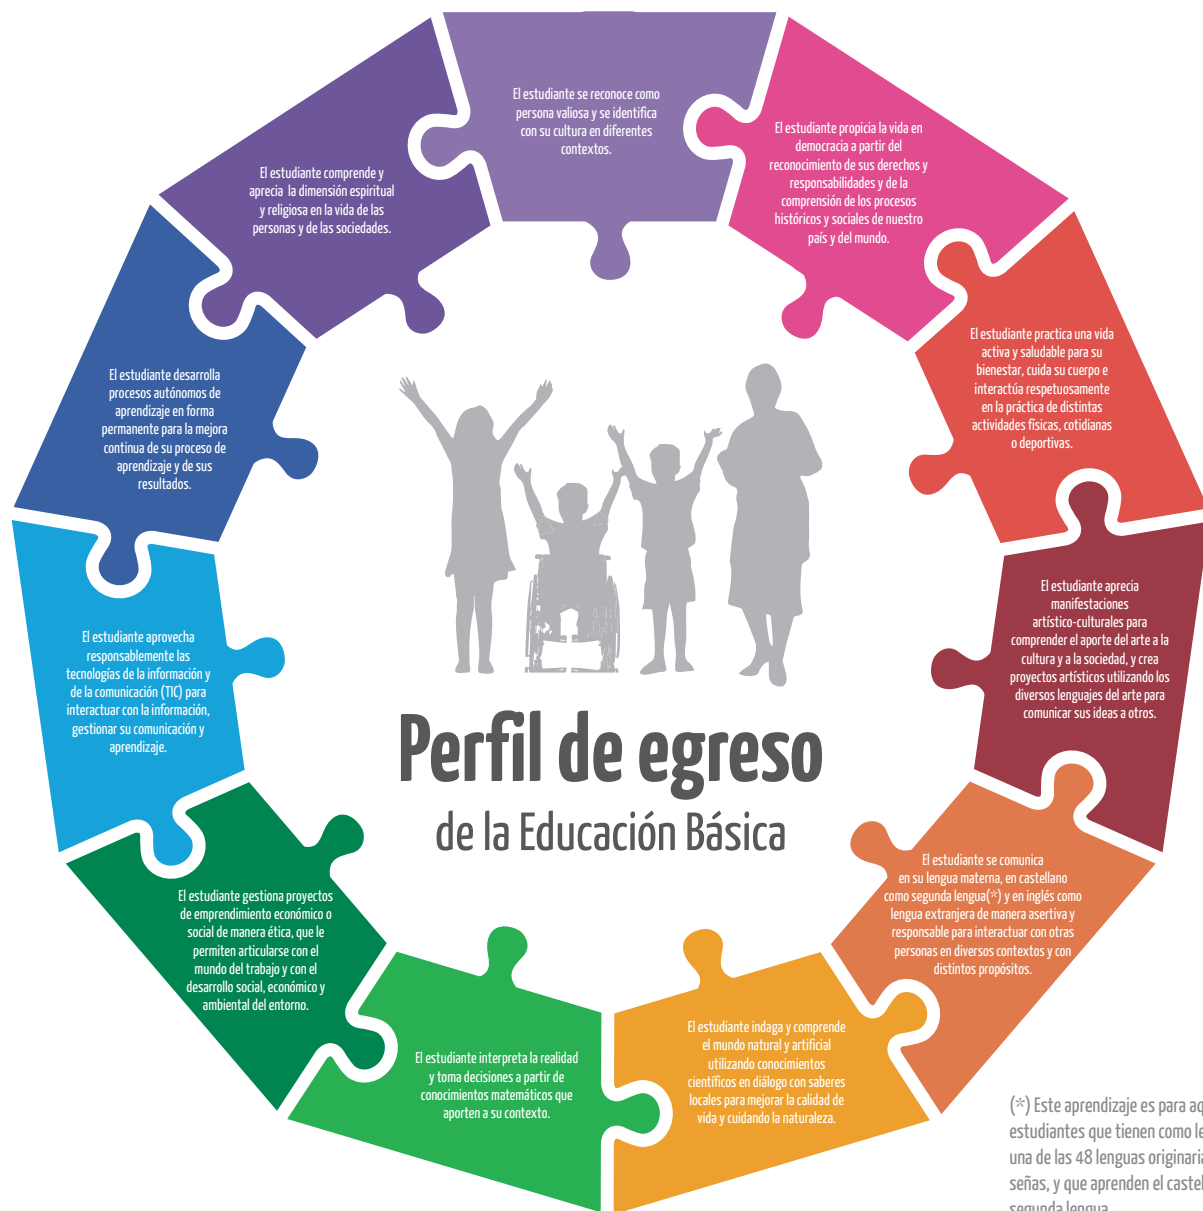 El estudiante se reconoce como
persona valiosa y se identifica
con su cultura en diferentes
contextos.
El estudiante propicia la vida en
democracia a partir del
reconocimiento de sus derechos y
responsabilidades y de la
comprensión de los procesos
históricos y sociales de nuestro
país y del mundo.
El estudiante practica una vida
activa y saludable para su
bienestar, cuida su cuerpo e
interactúa respetuosamente
en la práctica de distintas
actividades físicas, cotidianas
o deportivas.
El estudiante aprecia
manifestaciones
artístico-culturales para
comprender el aporte del arte a la
cultura y a la sociedad, y crea
proyectos artísticos utilizando los
diversos lenguajes del arte para
comunicar sus ideas a otros.
El estudiante se comunica
en su lengua materna, en castellano
como segunda lengua(*) y en inglés como
lengua extranjera de manera asertiva y
responsable para interactuar con otras
personas en diversos contextos y con
distintos propósitos.
El estudiante indaga y comprende
el mundo natural y artificial
utilizando conocimientos
científicos en diálogo con saberes
locales para mejorar la calidad de
vida y cuidando la naturaleza.
El estudiante interpreta la realidad
y toma decisiones a partir de
conocimientos matemáticos que
aporten a su contexto.
El estudiante gestiona proyectos
de emprendimiento económico o
social de manera ética, que le
permiten articularse con el
mundo del trabajo y con el
desarrollo social, económico y
ambiental del entorno.
El estudiante aprovecha
responsablemente las
tecnologías de la información y
de la comunicación (TIC) para
interactuar con la información,
gestionar su comunicación y
aprendizaje.
El estudiante desarrolla
procesos autónomos de
aprendizaje en forma
permanente para la mejora
continua de su proceso de
aprendizaje y de sus
resultados.
El estudiante comprende y
aprecia la dimensión espiritual
y religiosa en la vida de las
personas y de las sociedades.
Perfil de egreso
de la Educación Básica
(*) Este aprendizaje es para
estudiantes que tienen como
una de las 48 lenguas
señas, y que aprenden el
segunda lengua.